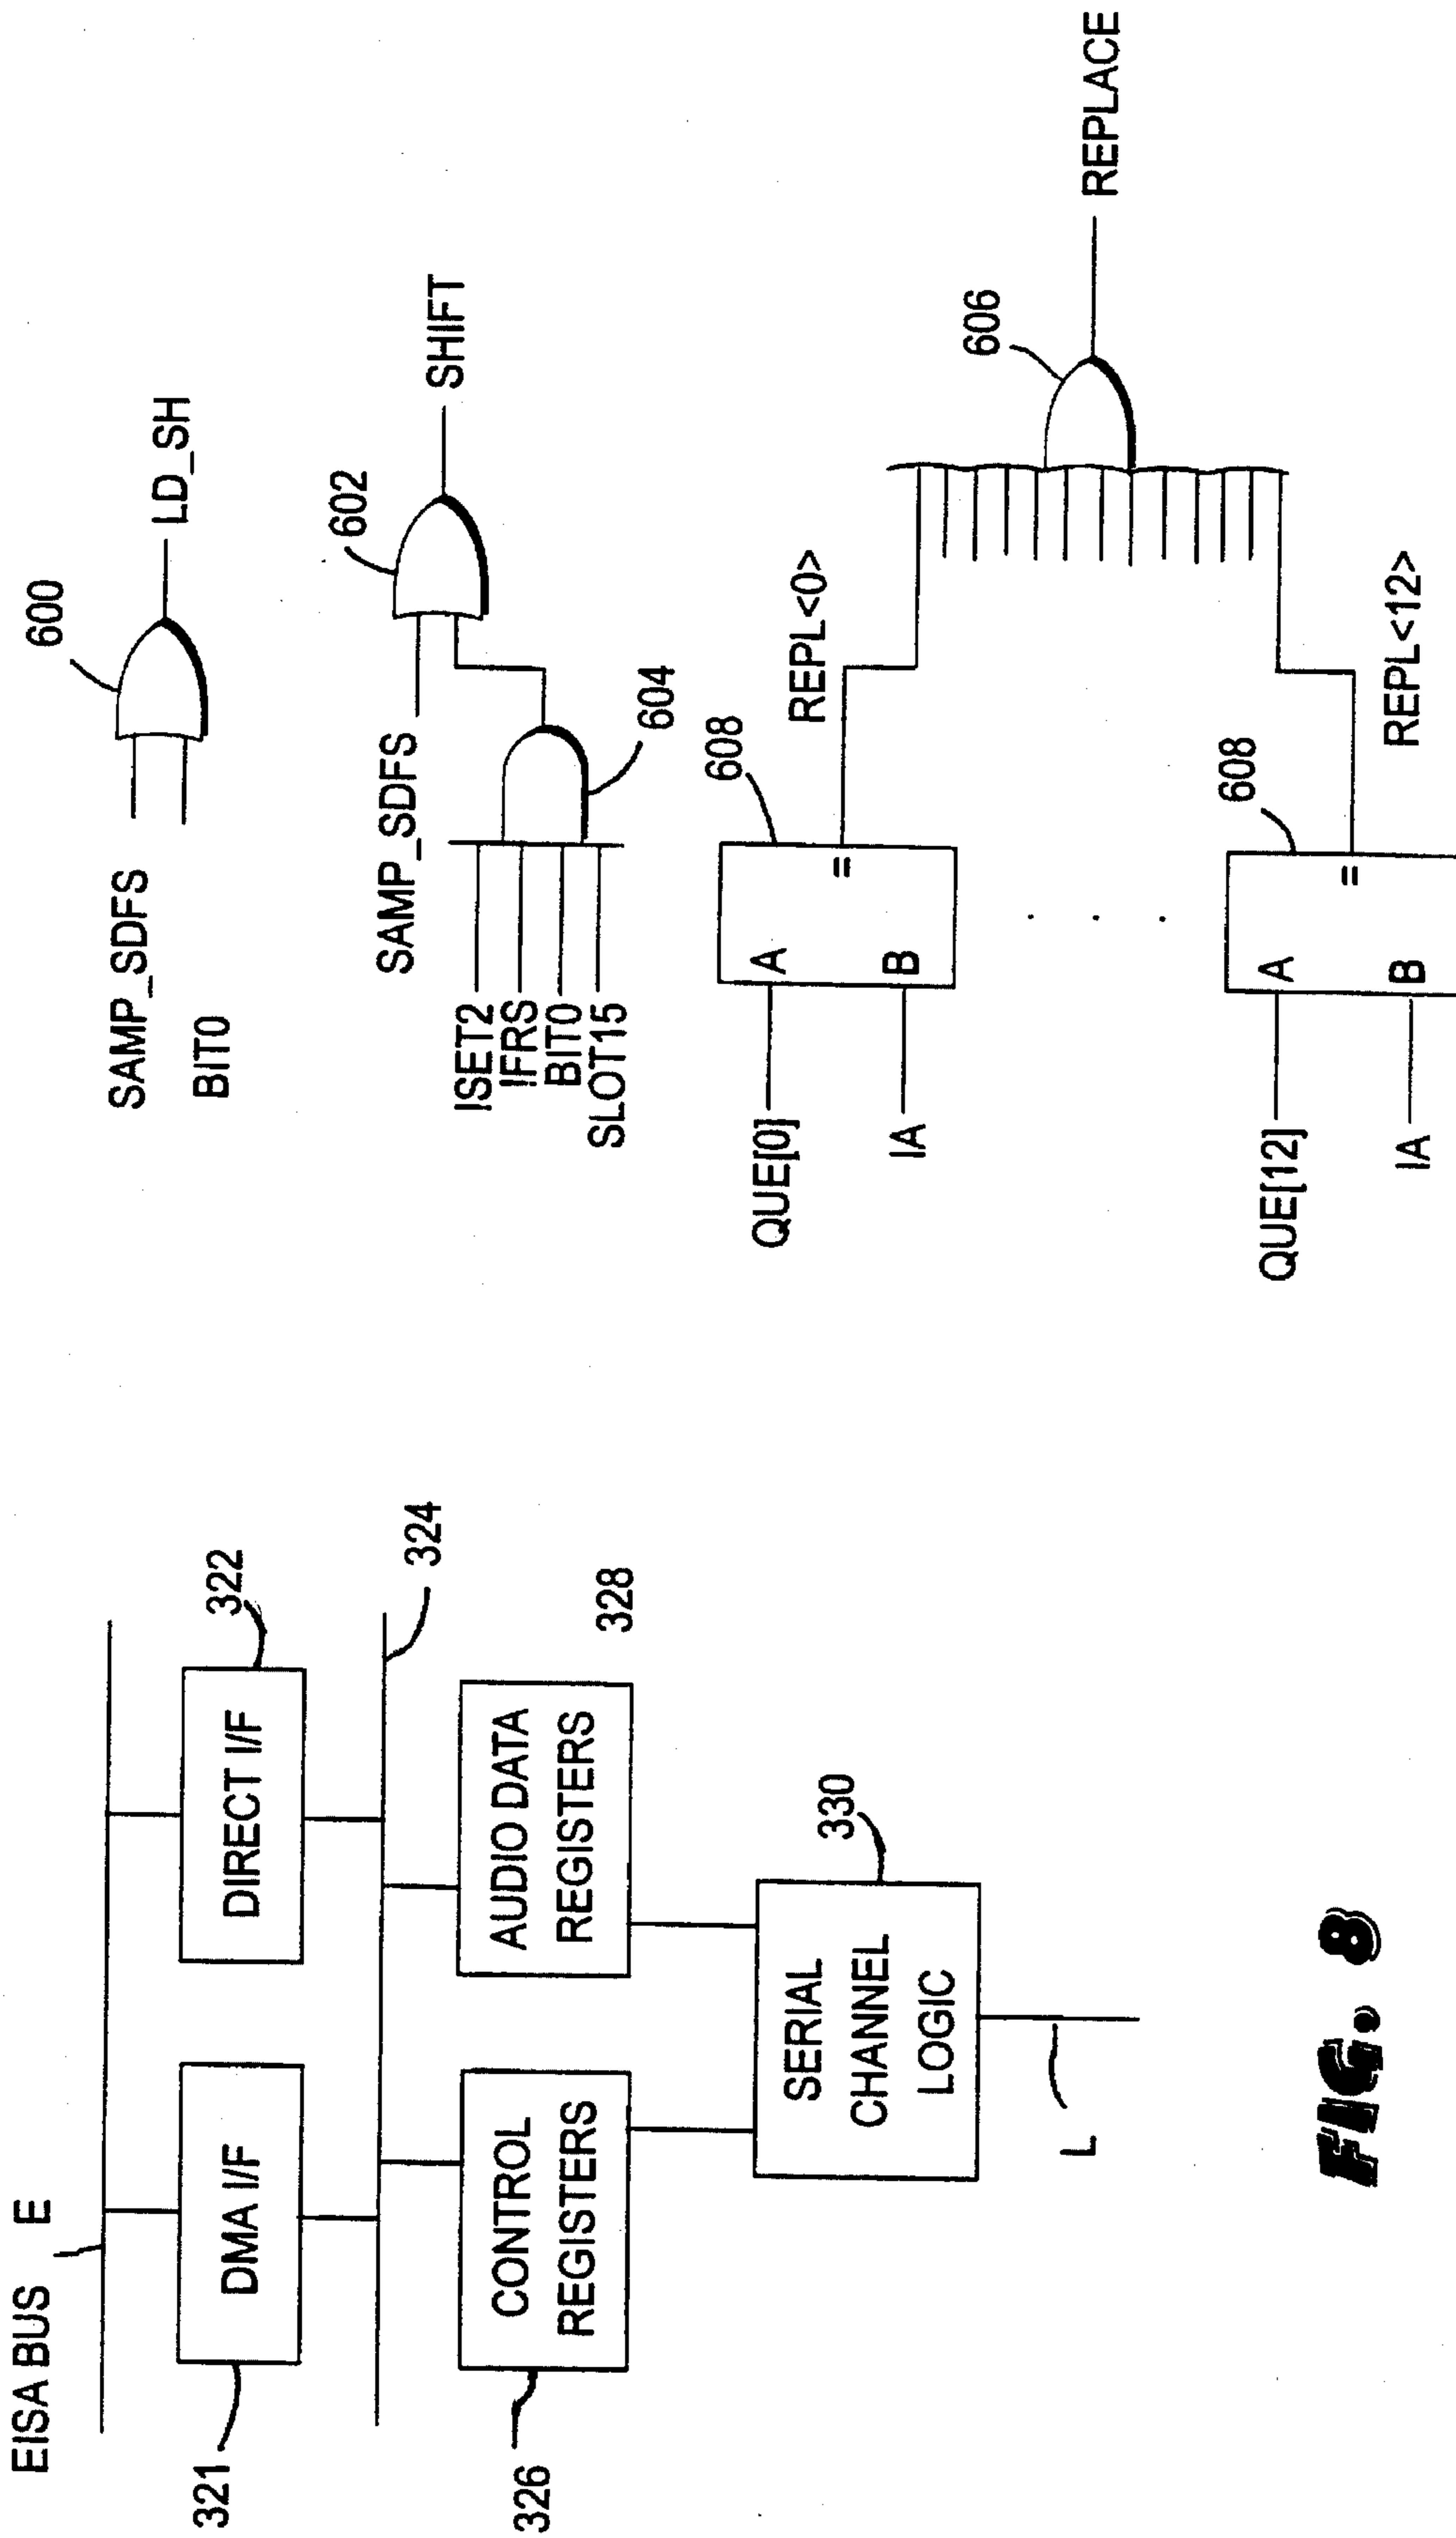 EISA BUS E
321
DMA I/F
DIRECT I/F
322
324
326
CONTROL
REGISTERS
AUDIO DATA
REGISTERS
328
SERIAL
CHANNEL
LOGIC
330
L
FIG. 8
SAMP_SDFS
BIT0
600
LD_SH
SAMP_SDFS
602
SHIFT
!SET2
!FRS
BIT0
SLOT15
604
QUE[0]
IA
A
B
=
608
REPL<0>
606
REPLACE
QUE[12]
IA
A
B
=
608
REPL<12>